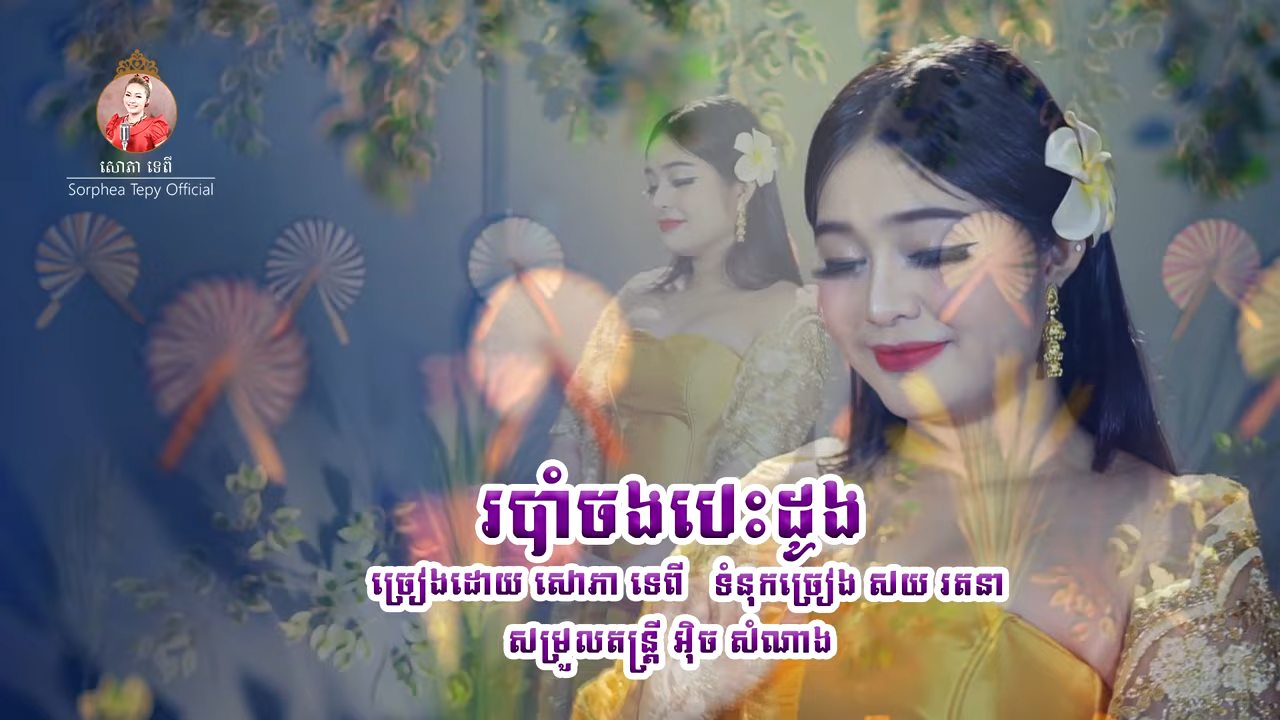 សោភា ទេពី
Sorphea Tepy Official
របាំចងបេះដូង
ច្រៀងដោយ សោភា ទេពី ទំនុកច្រៀង សយ រតនា
សម្រួលតន្ត្រី អ៊ិច សំណាង